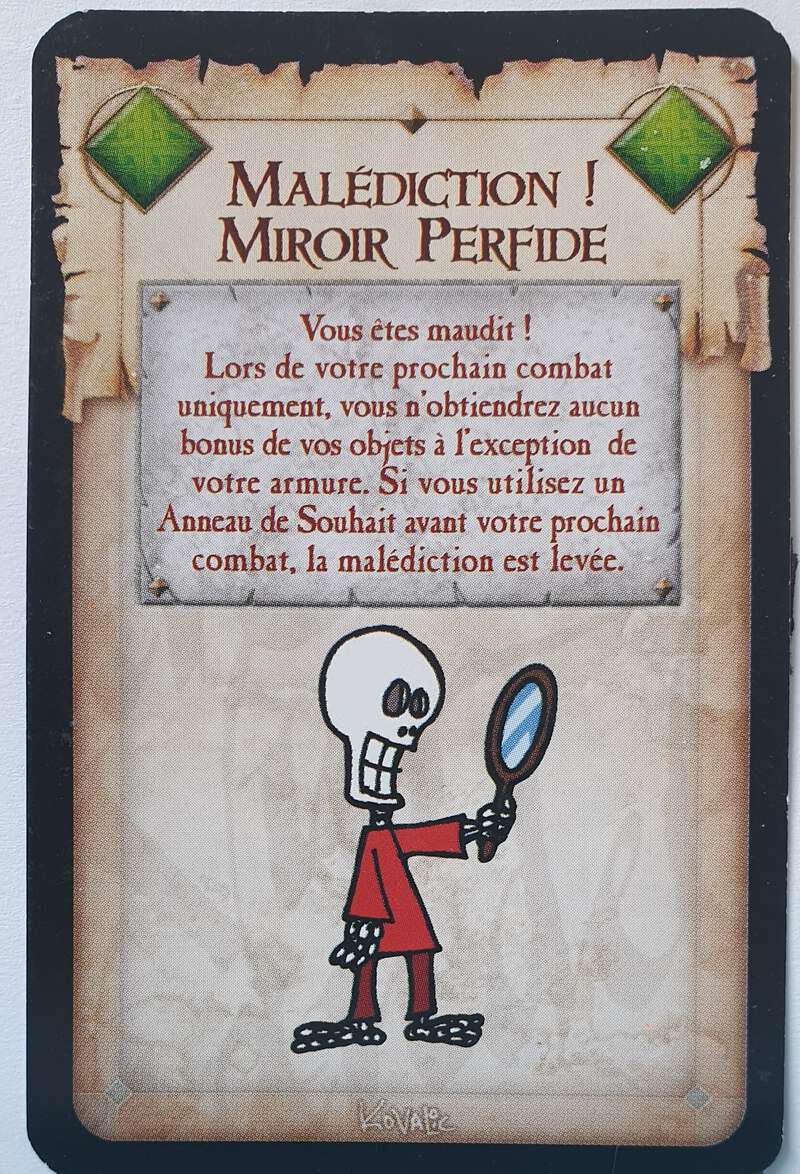 MALÉDICTION !
MIROIR PERFIDE
Vous êtes maudit !
Lors de votre prochain combat
uniquement, vous n'obtiendrez aucun
bonus de vos objets à l'exception de
votre armure. Si vous utilisez un
Anneau de Souhait avant votre prochain
combat, la malédiction est levée.
KOVALIC